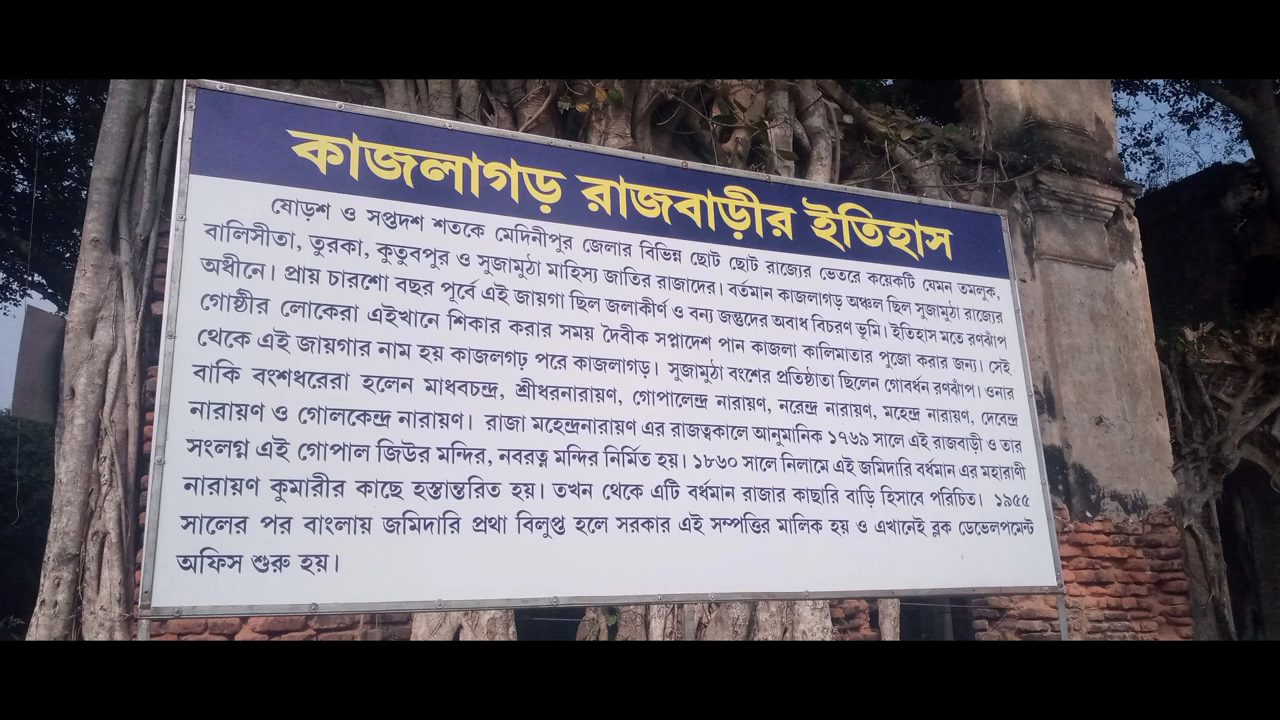 কাজলাগড় রাজবাড়ীর ইতিহাস
ষোড়শ ও সপ্তদশ শতকে মেদিনীপুর জেলার বিভিন্ন ছোট ছোট রাজ্যের ভেতরে কয়েকটি যেমন তমলুক,
বালিসীতা, তুরকা, কুতুবপুর ও সুজামুঠা মাহিস্য জাতির রাজাদের। বর্তমান কাজলাগড় অঞ্চল ছিল সুজামুঠা রাজ্যের
অধীনে। প্রায় চারশো বছর পূর্বে এই জায়গা ছিল জলাকীর্ণ ও বন্য জন্তুদের অবাধ বিচরণ ভূমি। ইতিহাস মতে রণঝাঁপ
গোষ্ঠীর লোকেরা এইখানে শিকার করার সময় দৈবীক সপ্নাদেশ পান কাজলা কালিমাতার পুজো করার জন্য। সেই
থেকে এই জায়গার নাম হয় কাজলগঢ় পরে কাজলাগড়। সুজামুঠা বংশের প্রতিষ্ঠাতা ছিলেন গোবর্ধন রণঝাঁপ। ওনার
বাকি বংশধরেরা হলেন মাধবচন্দ্র, শ্রীধরনারায়ণ, গোপালেন্দ্র নারায়ণ, নরেন্দ্র নারায়ণ, মহেন্দ্র নারায়ণ, দেবেন্দ্র
নারায়ণ ও গোলকেন্দ্র নারায়ণ। রাজা মহেন্দ্রনারায়ণ এর রাজত্বকালে আনুমানিক ১৭৬৯ সালে এই রাজবাড়ী ও তার
সংলগ্ন এই গোপাল জিউর মন্দির, নবরত্ন মন্দির নির্মিত হয়। ১৮৬০ সালে নিলামে এই জমিদারি বর্ধমান এর মহারাণী
নারায়ণ কুমারীর কাছে হস্তান্তরিত হয়। তখন থেকে এটি বর্ধমান রাজার কাছারি বাড়ি হিসাবে পরিচিত। ১৯৫৫
সালের পর বাংলায় জমিদারি প্রথা বিলুপ্ত হলে সরকার এই সম্পত্তির মালিক হয় ও এখানেই ব্লক ডেভেলপমেন্ট
অফিস শুরু হয়।